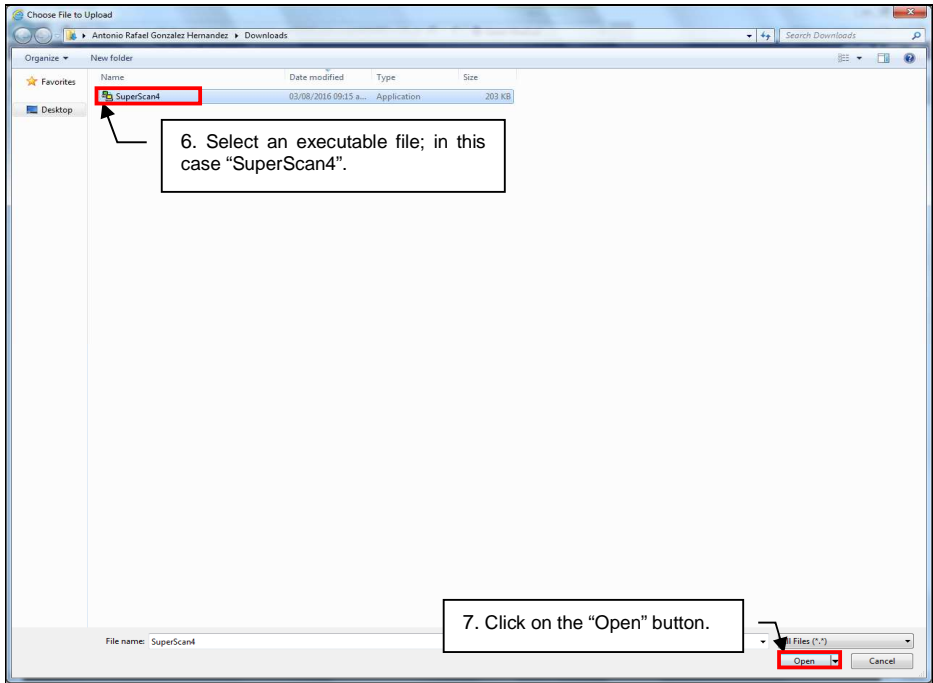 Choose File to Upload
Antonio Rafael Gonzalez Hernandez ▸ Downloads
Search Downloads
Organize
New folder
Favorites
Desktop
Name
Date modified
Type
Size
SuperScan4
03/08/2016 09:15 a...
Application
203 KB
6. Select an executable file; in this
case “SuperScan4”.
7. Click on the “Open” button.
File name:
SuperScan4
ll Files (*.*)
Open
Cancel